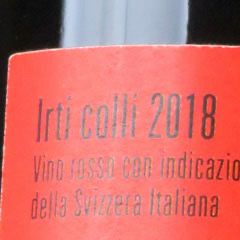 Irti colli 2018
Vino rosso con indicazio
della Svizzera Italiana